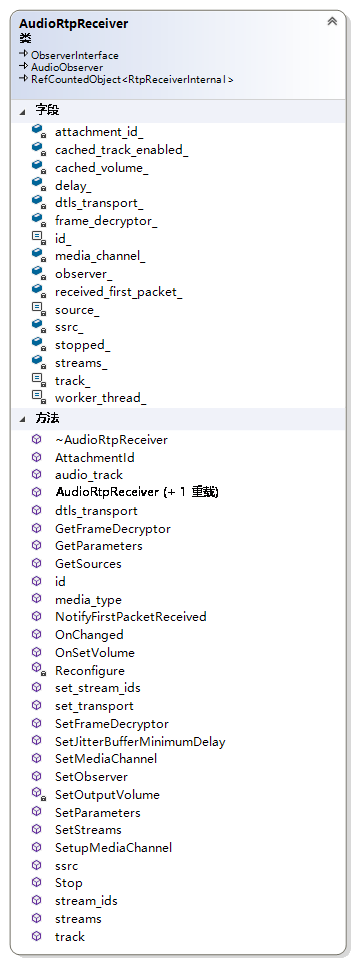 AudioRtpReceiver
类
ObserverInterface
AudioObserver
RefCountedObject<RtpReceiverInternal>
字段
attachment_id_
cached_track_enabled_
cached_volume_
delay_
dtls_transport_
frame_decryptor_
id_
media_channel_
observer_
received_first_packet_
source_
ssrc_
stopped_
streams_
track_
worker_thread_
方法
~AudioRtpReceiver
AttachmentId
audio_track
AudioRtpReceiver (+ 1 重载)
dtls_transport
GetFrameDecryptor
GetParameters
GetSources
id
media_type
NotifyFirstPacketReceived
OnChanged
OnSetVolume
Reconfigure
set_stream_ids
set_transport
SetFrameDecryptor
SetJitterBufferMinimumDelay
SetMediaChannel
SetObserver
SetOutputVolume
SetParameters
SetStreams
SetupMediaChannel
ssrc
Stop
stream_ids
streams
track